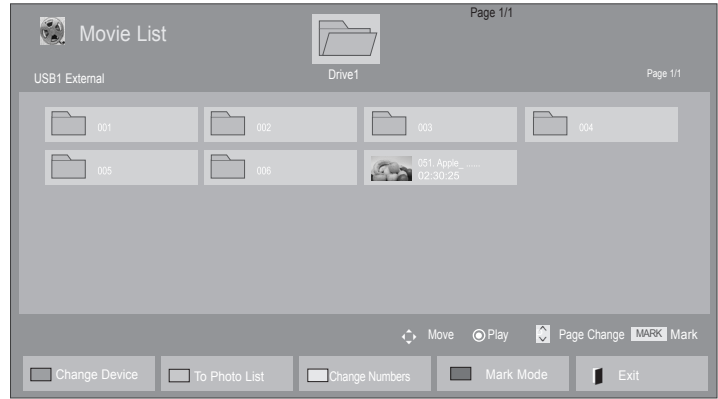 Page 1/1
Movie List
USB1 External
Drive1
Page 1/1
001
002
003
004
005
006
051. Apple_ ......
02:30:25
Move
Play
Page Change
MARK
Mark
Change Device
To Photo List
Change Numbers
Mark Mode
Exit